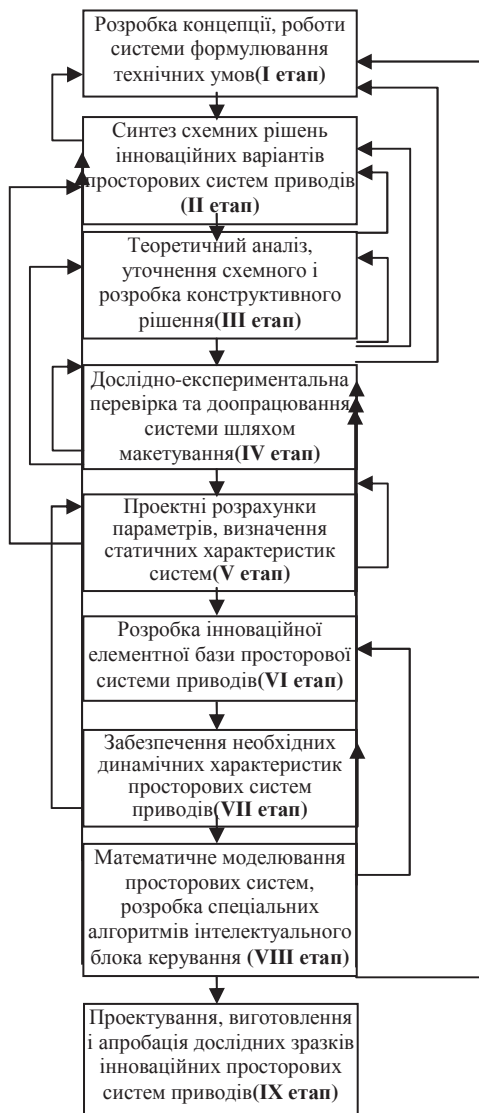 Розробка концепції, роботи
системи формулювання
технічних умов(I етап)
Синтез схемних рішень
інноваційних варіантів
просторових систем приводів
(II етап)
Теоретичний аналіз,
уточнення схемного і
розробка конструктивного
рішення(III етап)
Дослідно-експериментальна
перевірка та доопрацювання
системи шляхом
макетування(IV етап)
Проектні розрахунки
параметрів, визначення
статичних характеристик
систем(V етап)
Розробка інноваційної
елементної бази просторової
системи приводів(VI етап)
Забезпечення необхідних
динамічних характеристик
просторових систем
приводів(VII етап)
Математичне моделювання
просторових систем,
розробка спеціальних
алгоритмів інтелектуального
блока керування (VIII етап)
Проектування, виготовлення
і апробація дослідних зразків
інноваційних просторових
систем приводів(IX етап)